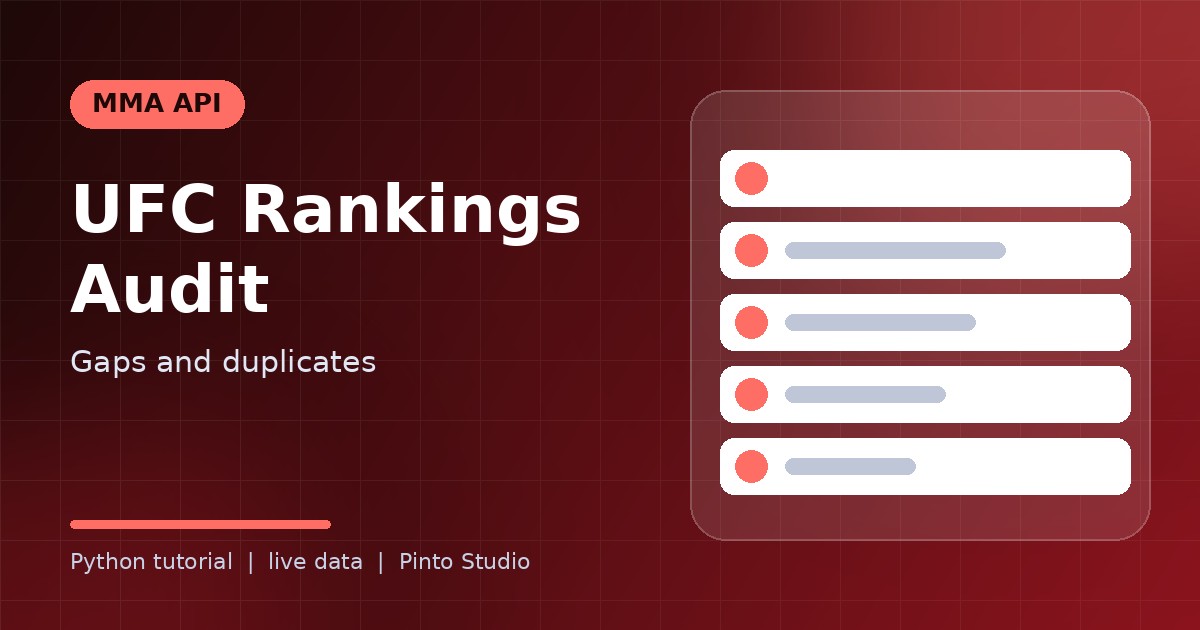 MMA API
UFC Rankings
Audit
Gaps and duplicates
Python tutorial | live data | Pinto Studio